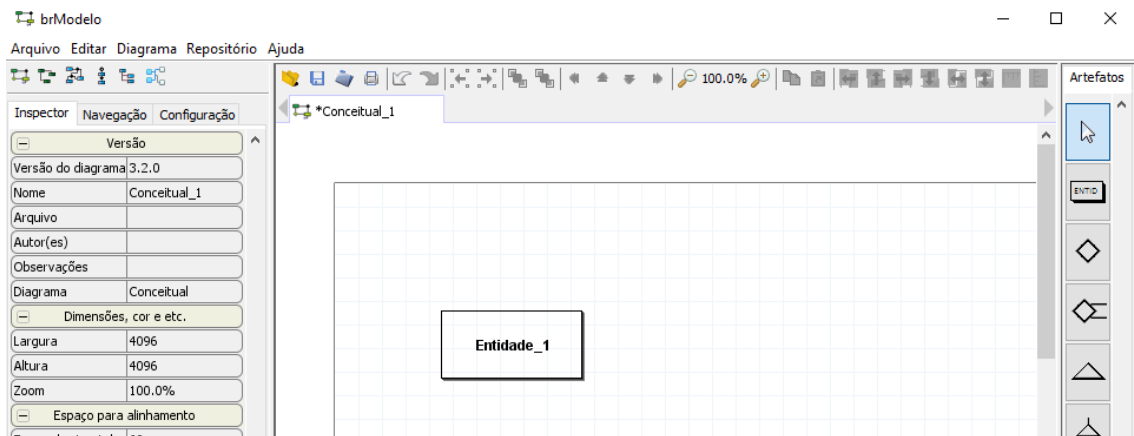 brModelo
Arquivo Editar Diagrama Repositório Ajuda
100.0%
Artefatos
Inspector Navegação Configuração
*Conceitual_1
Versão
Versão do diagrama 3.2.0
Nome Conceitual_1
Arquivo
Autor(es)
Observações
Diagrama Conceitual
Dimensões, cor e etc.
Largura 4096
Altura 4096
Zoom 100.0%
Espaço para alinhamento
ENTID
Entidade_1